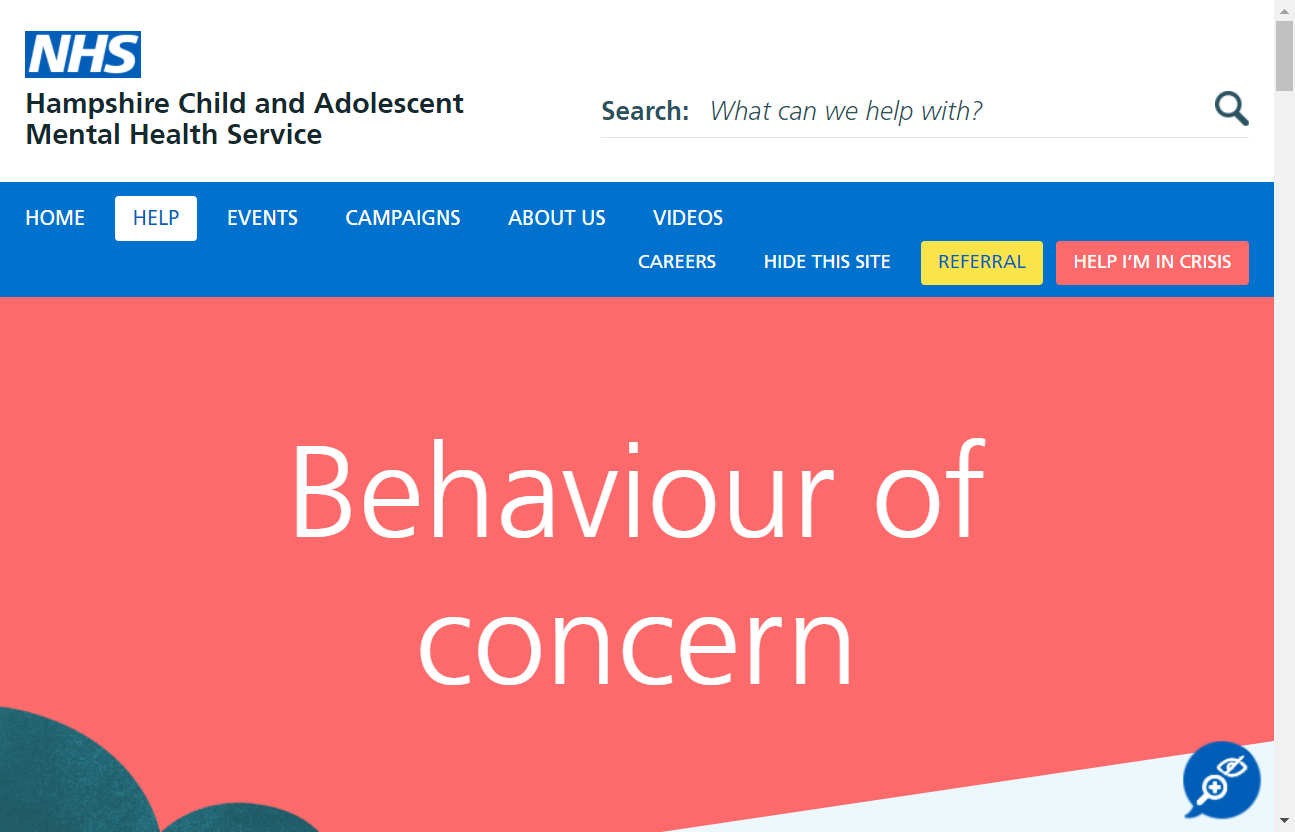 NHS
Hampshire Child and Adolescent
Mental Health Service
Search: What can we help with?
HOME HELP EVENTS CAMPAIGNS ABOUT US VIDEOS
CAREERS HIDE THIS SITE REFERRAL HELP I’M IN CRISIS
Behaviour of
concern